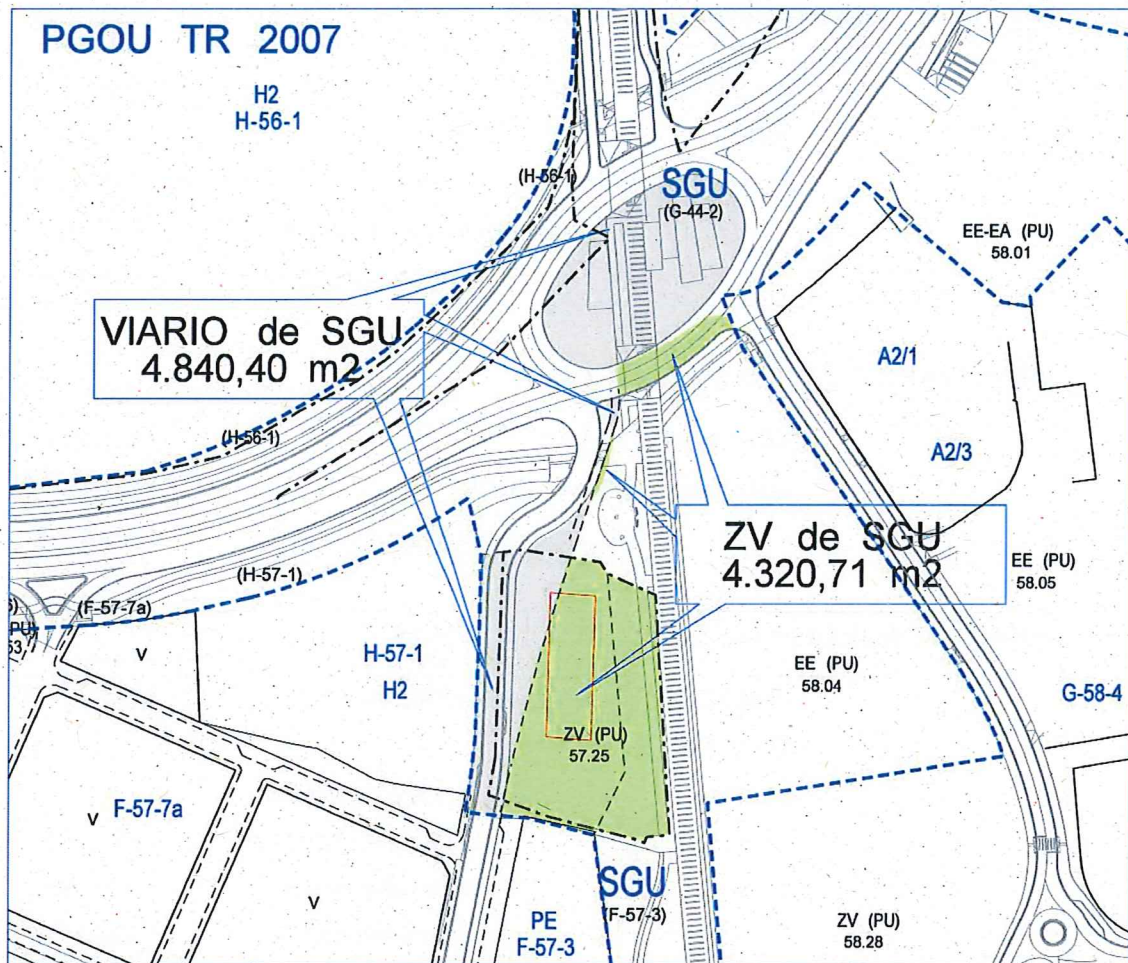 PGOU TR 2007
H2
H-56-1
(H-56-1)
SGU
(G-44-2)
EE-EA (PU)
58.01
VIARIO de SGU
4.840,40 m2
A2/1
(H-56-1)
A2/3
ZV de SGU
4.320,71 m2
EE (PU)
58.05
(H-57-1)
(F-57-7a)
V
H-57-1
H2
EE (PU)
58.04
G-58-4
ZV (PU)
57.25
V
F-57-7a
V
SGU
(F-57-3)
PE
F-57-3
ZV (PU)
58.28